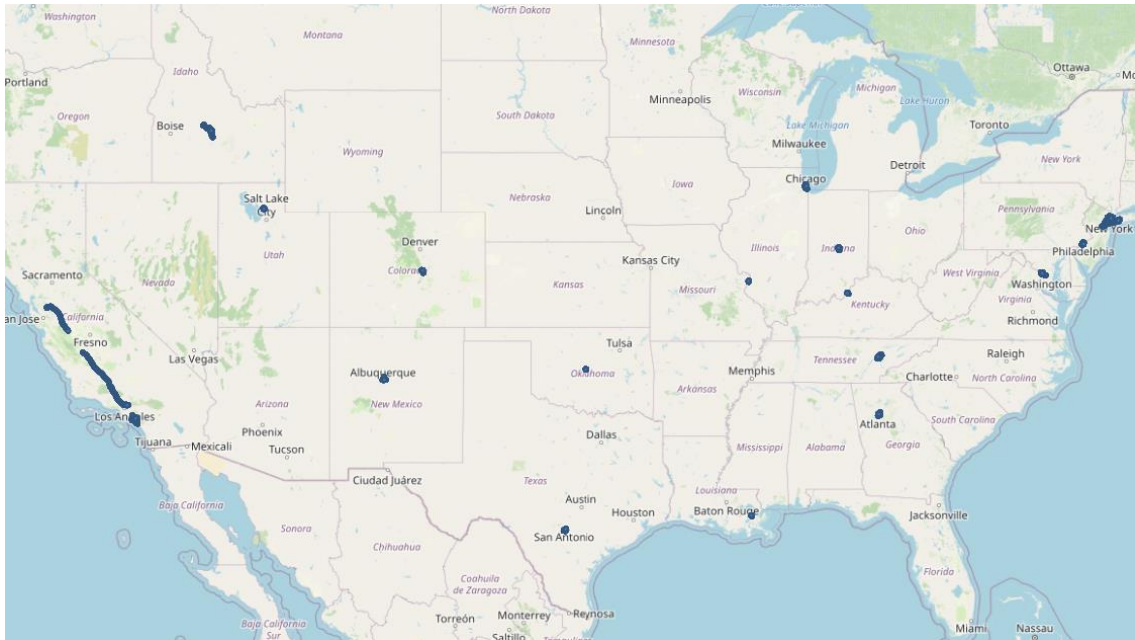 Washington
North Dakota
Montana
Minnesota
Ottawa
Portland
Idaho
Michigan
Oregon
Minneapolis
Wisconsin
Lake Huron
Boise
South Dakota
Toronto
Lake Michigan
Milwaukee
Wyoming
New York
Detroit
Chicago
Iowa
Salt Lake
City
Nebraska
Pennsylvania
Lincoln
New York
Denver
Illinois
Indiana
Ohio
Philadelphia
Utah
Kansas City
Colorado
Sacramento
Nevada
West Virginia
Washington
Kansas
Missouri
Virginia
Kentucky
California
an Jose
Richmond
Fresno
Tulsa
Las Vegas
Raleigh
Tennessee
Albuquerque
Oklahoma
Memphis
Charlotte
North Carolina
Arkansas
Arizona
New Mexico
Los Angeles
South Carolina
Phoenix
Atlanta
Tijuana
Mexicali
Dallas
Mississippi
Alabama
Georgia
Tucson
Ciudad Juárez
Texas
Louisiana
Austin
Baton Rouge
Jacksonville
Baja California
Houston
Sonora
San Antonio
Chihuahua
Florida
Coahuila
de Zaragoza
Monterrey
Reynosa
Torreón
Baja California
Sur
Saltillo
Miami
Nassau